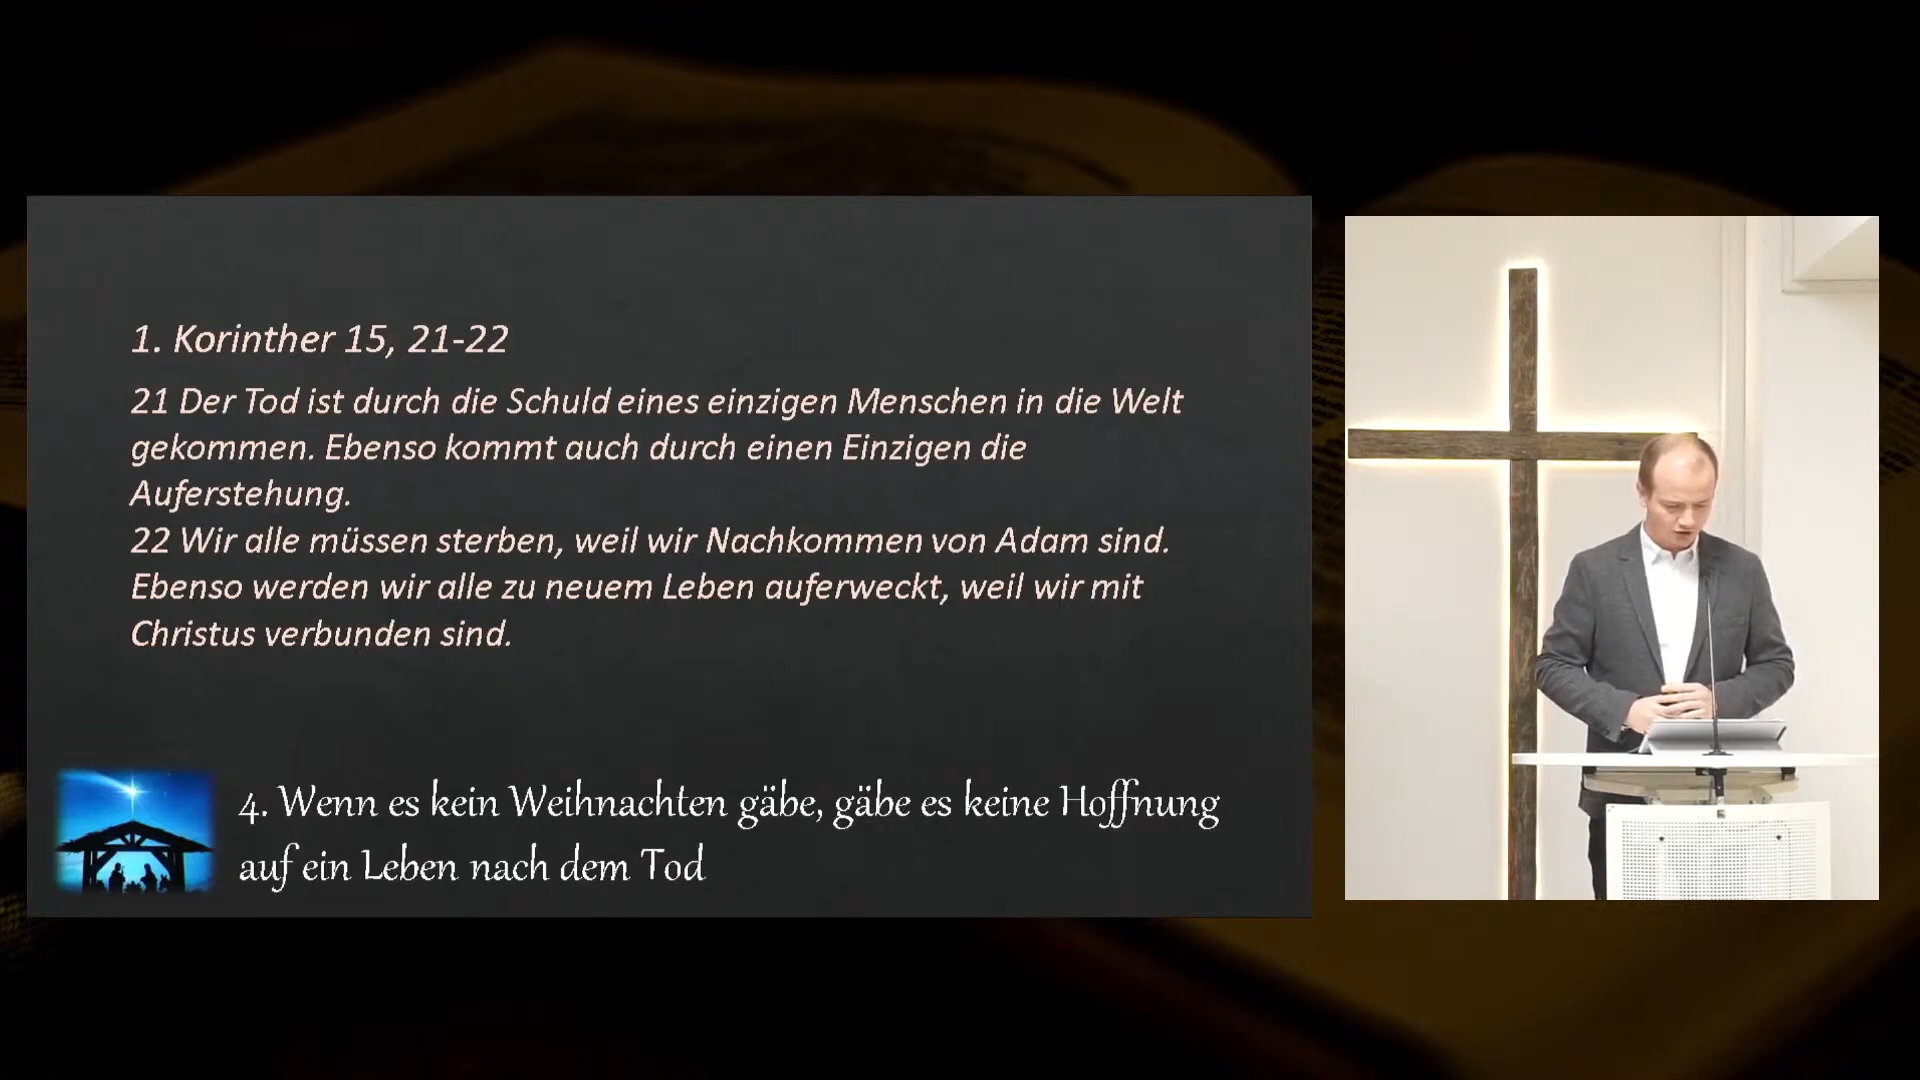 1. Korinther 15, 21-22
21 Der Tod ist durch die Schuld eines einzigen Menschen in die Welt
gekommen. Ebenso kommt auch durch einen Einzigen die
Auferstehung.
22 Wir alle müssen sterben, weil wir Nachkommen von Adam sind.
Ebenso werden wir alle zu neuem Leben auferweckt, weil wir mit
Christus verbunden sind.
4. Wenn es kein Weihnachten gäbe, gäbe es keine Hoffnung
auf ein Leben nach dem Tod